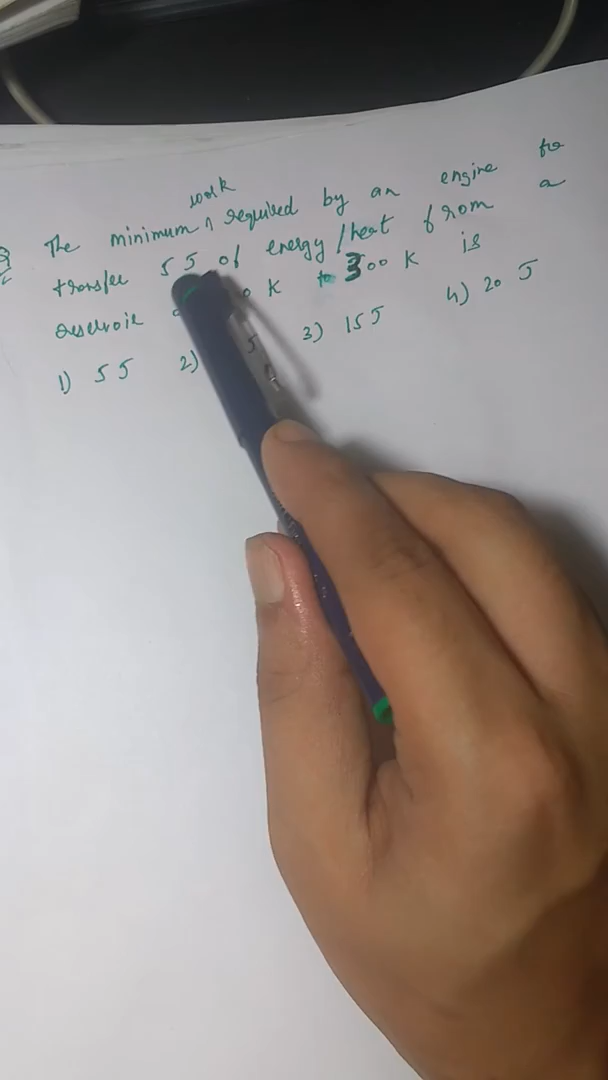 Q The minimum work required by an engine to
transfer 5 J of energy/heat from a
reservoir 0 K to 300 K is
1) 5 J 2) J 3) 15 J 4) 20 J